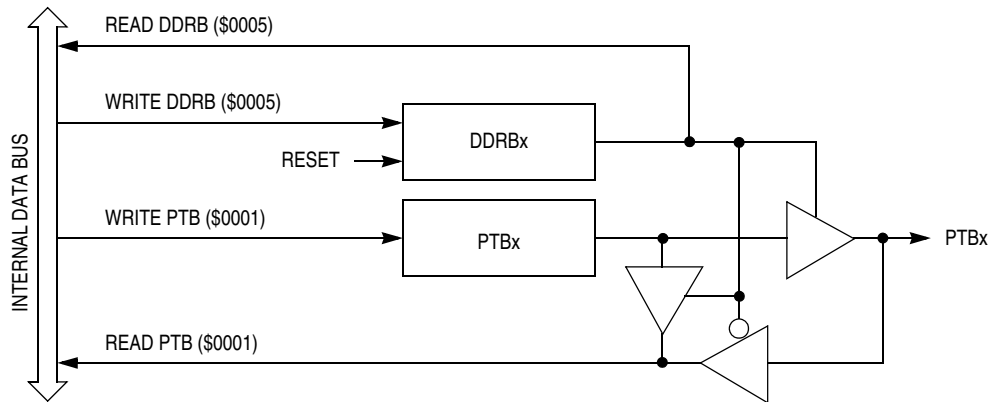 READ DDRB ($0005)
WRITE DDRB ($0005)
DDRBx
RESET
WRITE PTB ($0001)
PTBx
PTBx
READ PTB ($0001)
INTERNAL DATA BUS